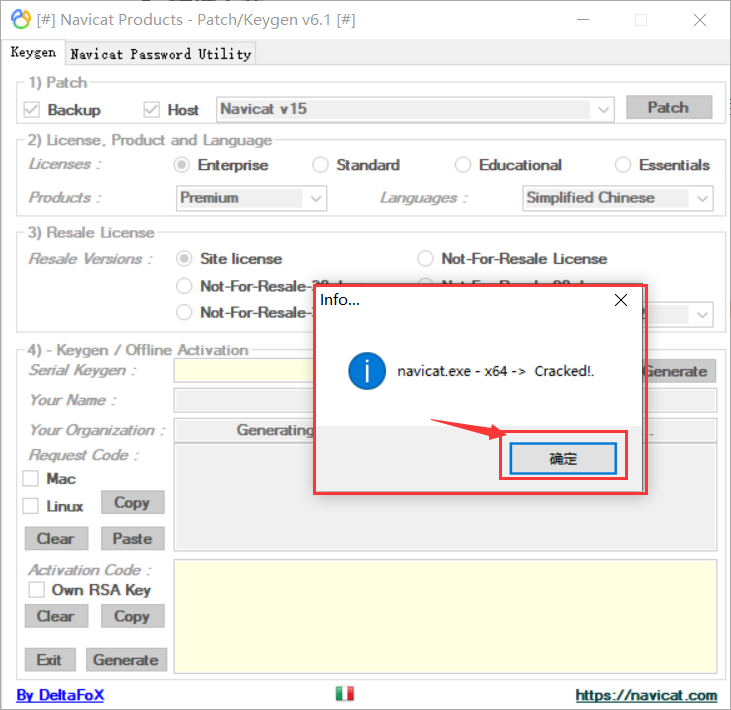 [#] Navicat Products - Patch/Keygen v6.1 [#]
Keygen Navicat Password Utility
1) Patch
Backup Host Navicat v15 Patch
2) License, Product and Language
Licenses : Enterprise Standard Educational Essentials
Products : Premium Languages : Simplified Chinese
3) Resale License
Resale Versions : Site license Not-For-Resale License
Not-For-Resale-
Not-For-Resale-
Info...
navicat.exe - x64 -> Cracked!.
确定
4) - Keygen / Offline Activation
Serial Keygen : Generate
Your Name :
Your Organization : Generating
Request Code :
Mac
Linux Copy
Clear Paste
Activation Code :
Own RSA Key
Clear Copy
Exit Generate
By DeltaFoX https://navicat.com